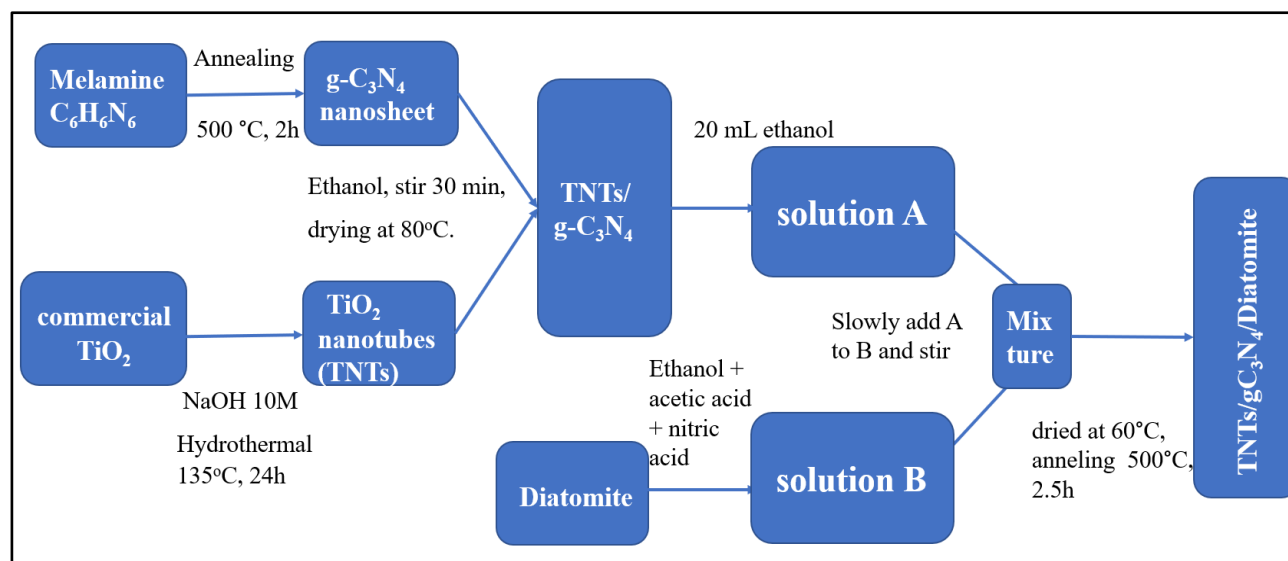 Melamine
C₆H₆N₆
Annealing
500 °C, 2h
g-C₃N₄
nanosheet
commercial
TiO₂
NaOH 10M
Hydrothermal
135ºC, 24h
TiO₂
nanotubes
(TNTs)
Ethanol, stir 30 min,
drying at 80ºC.
TNTs/
g-C₃N₄
20 mL ethanol
solution A
Diatomite
Ethanol +
acetic acid
+ nitric
acid
solution B
Slowly add A
to B and stir
Mix
ture
dried at 60°C,
anneling 500°C,
2.5h
TNTs/gC₃N₄/Diatomite